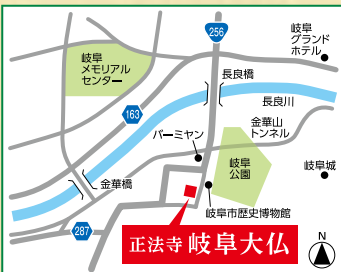 256
岐阜
グランド
ホテル
岐阜
メモリアル
センター
長良橋
長良川
163
金華山
トンネル
バーミヤン
岐阜
公園
岐阜城
金華橋
岐阜市歴史博物館
287
正法寺 岐阜大仏
N